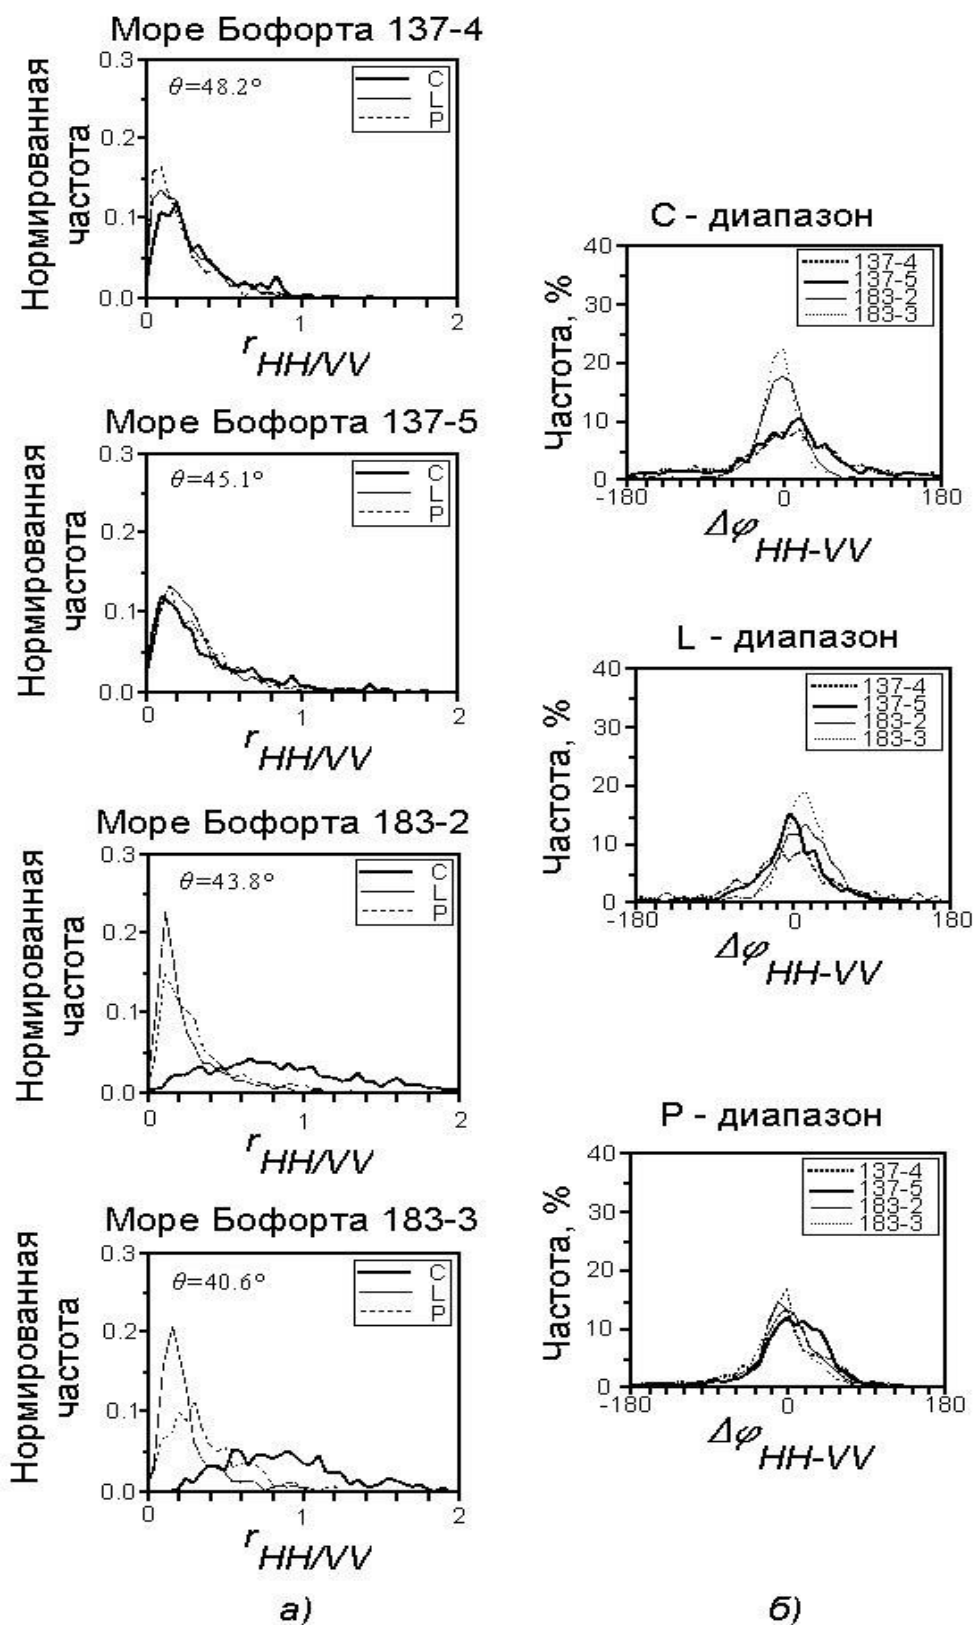 Море Бофорта 137-4
Нормированная
частота
0.3
0.2
0.1
0.0
θ=48.2°
C
L
P
0
1
2
r HH/VV
Море Бофорта 137-5
Нормированная
частота
0.3
0.2
0.1
0.0
θ=45.1°
C
L
P
0
1
2
r HH/VV
Море Бофорта 183-2
Нормированная
частота
0.3
0.2
0.1
0.0
θ=43.8°
C
L
P
0
1
2
r HH/VV
Море Бофорта 183-3
Нормированная
частота
0.3
0.2
0.1
0.0
θ=40.6°
C
L
P
0
1
2
r HH/VV
а)
C - диапазон
Частота, %
40
30
20
10
0
137-4
137-5
183-2
183-3
-180
0
180
Δφ HH-VV
L - диапазон
Частота, %
40
30
20
10
0
137-4
137-5
183-2
183-3
-180
0
180
Δφ HH-VV
P - диапазон
Частота, %
40
30
20
10
0
137-4
137-5
183-2
183-3
-180
0
180
Δφ HH-VV
б)